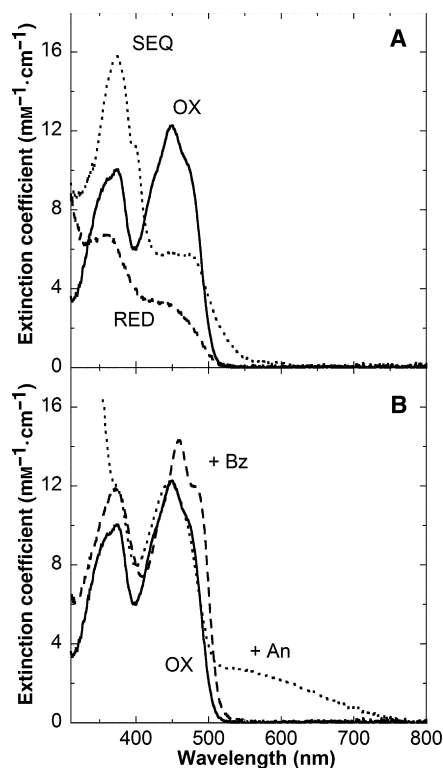 A
SEQ
OX
RED
Extinction coefficient (mM⁻¹·cm⁻¹)
16
12
8
4
0
B
+ Bz
+ An
OX
Extinction coefficient (mM⁻¹·cm⁻¹)
16
12
8
4
0
400 500 600 700 800
Wavelength (nm)